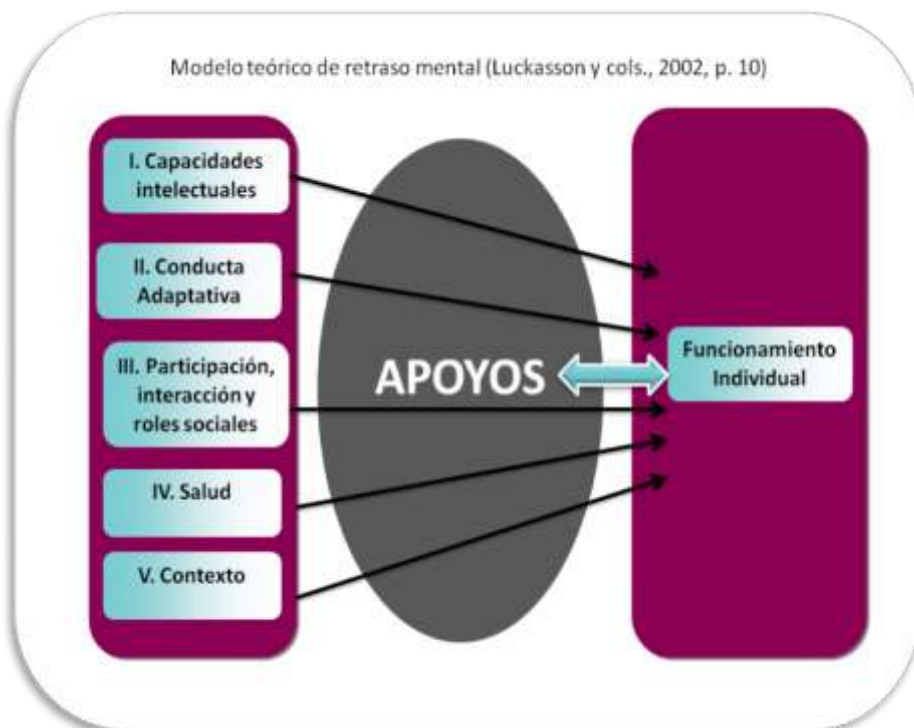 Modelo teórico de retraso mental (Luckasson y cols., 2002, p. 10)
I. Capacidades
intelectuales
II. Conducta
Adaptativa
III. Participación,
interacción y
roles sociales
IV. Salud
V. Contexto
APOYOS
Funcionamiento
Individual